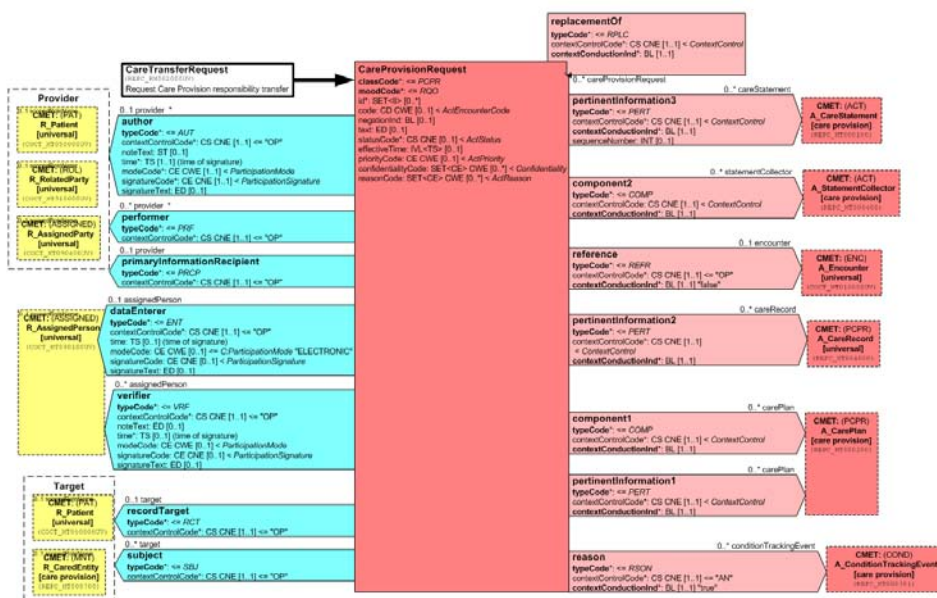 replacementOf
typeCode*: <= RPLC
contextControlCode*: CS CNE [1..1] < ContextControl
contextConductionInd*: BL [1..1]
CareTransferRequest
Request Care Provision responsibility transfer
CareProvisionRequest
classCode*: <= PCPR
moodCode*: <= RQO
id*: SET<II> [0..*]
code: CD CWE [0..1] < ActEncounterCode
negationInd: BL [0..1]
text: ED [0..1]
statusCode*: CS CNE [0..1] < ActStatus
effectiveTime: IVL<TS> [0..1]
priorityCode: CE CWE [0..1] < ActPriority
confidentialityCode: SET<CE> CWE [0..*] < Confidentiality
reasonCode: SET<CE> CWE [0..*] < ActReason
0..* careProvisionRequest
Provider
CMET: (PAT)
R_Patient
[universal]
CMET: (ROL)
R_RelatedParty
[universal]
CMET: (ASSIGNED)
R_AssignedParty
[universal]
0..1 provider *
author
typeCode*: <= AUT
contextControlCode*: CS CNE [1..1] <= "OP"
noteText: ST [0..1]
time*: TS [1..1] (time of signature)
modeCode*: CE CWE [1..1] < ParticipationMode
signatureCode*: CE CNE [1..1] < ParticipationSignature
signatureText: ED [0..1]
0..* provider *
performer
typeCode*: <= PRF
contextControlCode*: CS CNE [1..1] <= "OP"
0..1 provider
primaryInformationRecipient
typeCode*: <= PRCP
contextControlCode*: CS CNE [1..1] <= "OP"
CMET: (ASSIGNED)
R_AssignedPerson
[universal]
0..1 assignedPerson
dataEnterer
typeCode*: <= ENT
contextControlCode*: CS CNE [1..1] <= "OP"
time: TS [0..1] (time of signature)
modeCode: CE CWE [0..1] <= C:ParticipationMode "ELECTRONIC"
signatureCode: CE CNE [0..1] < ParticipationSignature
signatureText: ED [0..1]
0..* assignedPerson
verifier
typeCode*: <= VRF
contextControlCode*: CS CNE [1..1] <= "OP"
noteText: ED [0..1]
time*: TS [0..1] (time of signature)
modeCode: CE CWE [0..1] < ParticipationMode
signatureCode: CE CNE [0..1] < ParticipationSignature
signatureText: ED [0..1]
Target
CMET: (PAT)
R_Patient
[universal]
CMET: (MNT)
R_CaredEntity
[care provision]
0..1 target
recordTarget
typeCode*: <= RCT
contextControlCode*: CS CNE [1..1] <= "OP"
0..* target
subject
typeCode*: <= SBJ
contextControlCode*: CS CNE [1..1] <= "OP"
0..* careStatement
pertinentInformation3
typeCode*: <= PERT
contextControlCode*: CS CNE [0..1] < ContextControl
contextConductionInd*: BL [0..1]
sequenceNumber: INT [0..1]
CMET: (ACT)
A_CareStatement
[care provision]
0..* statementCollector
component2
typeCode*: <= COMP
contextControlCode: CS CNE [1..1] < ContextControl
contextConductionInd*: BL [1..1]
CMET: (ACT)
A_StatementCollector
[care provision]
0..1 encounter
reference
typeCode*: <= REFR
contextControlCode*: CS CNE [1..1] <= "OP"
contextConductionInd*: BL [1..1] "false"
CMET: (ENC)
A_Encounter
[universal]
0..* careRecord
pertinentInformation2
typeCode*: <= PERT
contextControlCode*: CS CNE [1..1]
< ContextControl
contextConductionInd*: BL [1..1]
CMET: (PCPR)
A_CareRecord
[universal]
0..* carePlan
component1
typeCode*: <= COMP
contextControlCode*: CS CNE [1..1] < ContextControl
contextConductionInd*: BL [1..1]
CMET: (PCPR)
A_CarePlan
[care provision]
0..* carePlan
pertinentInformation1
typeCode*: <= PERT
contextControlCode*: CS CNE [1..1] < ContextControl
contextConductionInd*: BL [1..1]
0..* conditionTrackingEvent
reason
typeCode*: <= RSON
contextControlCode*: CS CNE [1..1] <= "AN"
contextConductionInd*: BL [1..1] "true"
CMET: (COND)
A_ConditionTrackingEvent
[care provision]